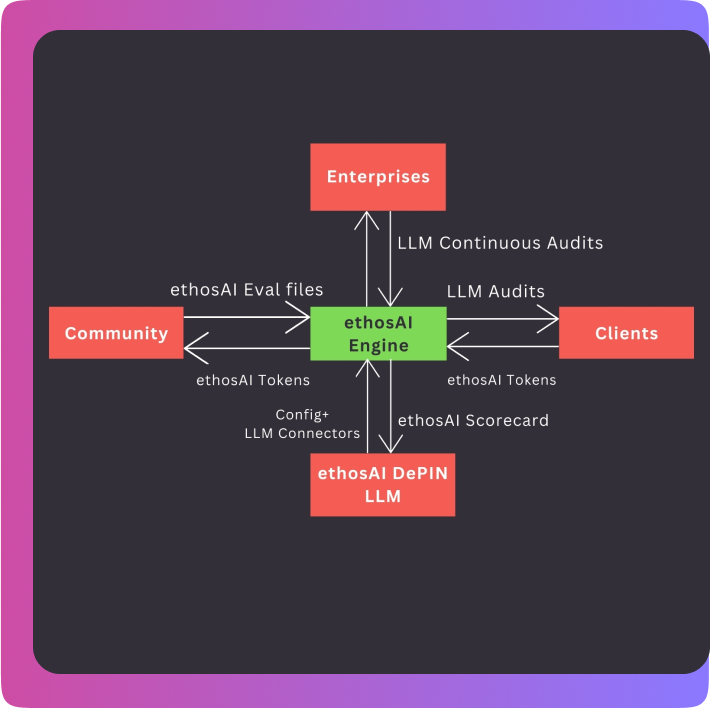 Enterprises
LLM Continuous Audits
ethosAI Eval files
LLM Audits
Community
ethosAI
Engine
Clients
ethosAI Tokens
ethosAI Tokens
Config+
LLM Connectors
ethosAI Scorecard
ethosAI DePIN
LLM